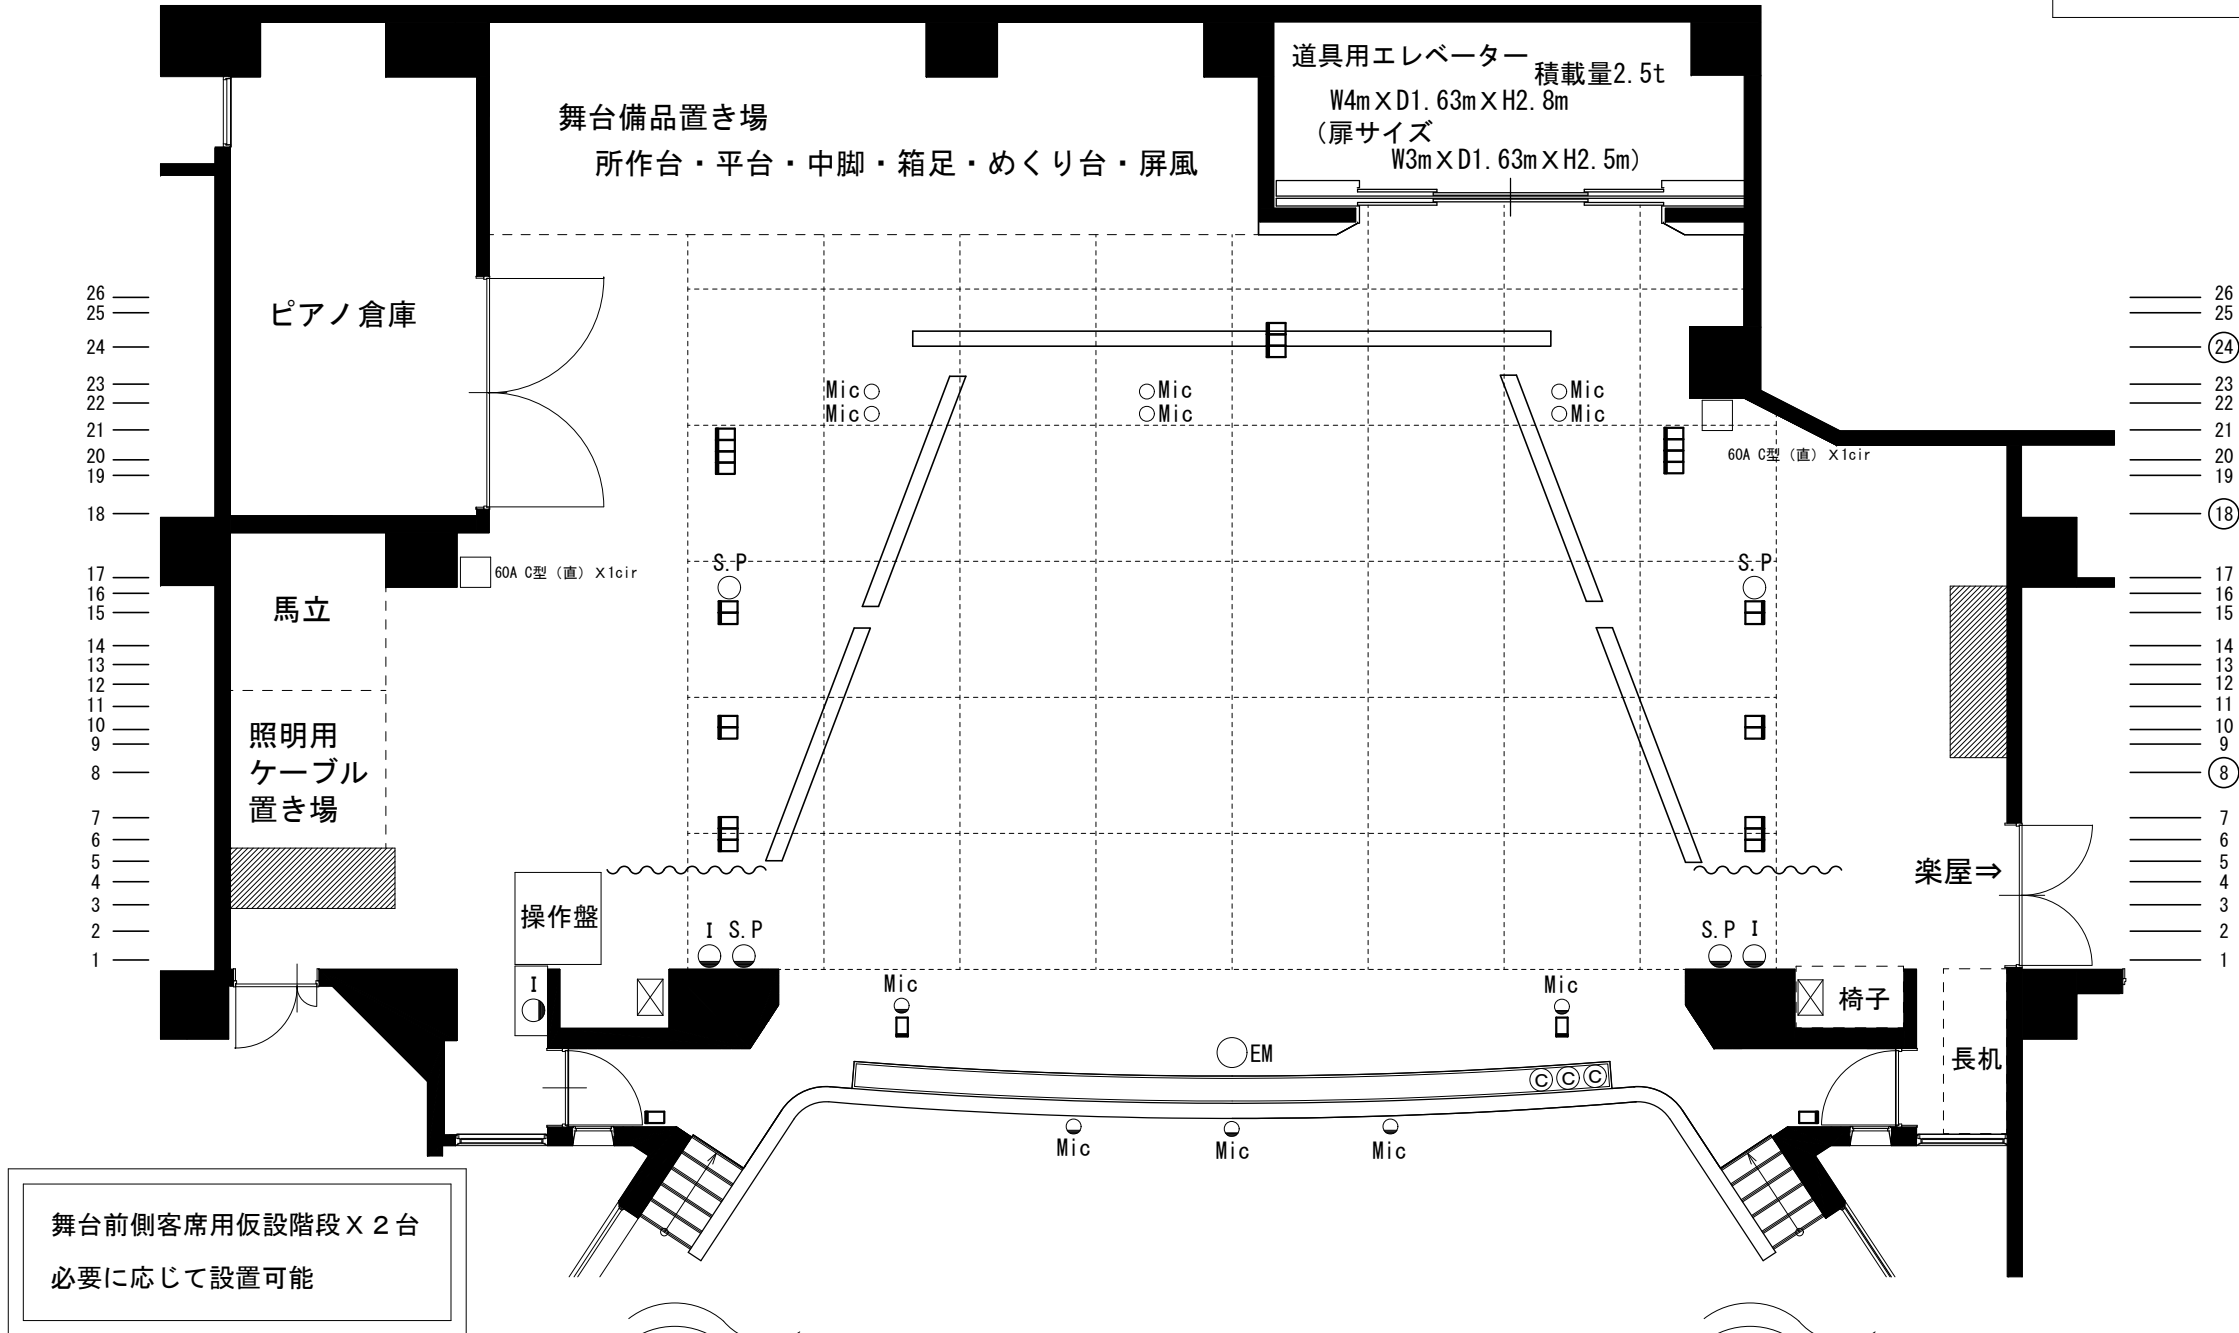 道具用エレベーター 積載量2.5t
W4m×D1.63m×H2.8m
(扉サイズ
W3m×D1.63m×H2.5m)
舞台備品置き場
所作台・平台・中脚・箱足・めくり台・屏風
ピアノ倉庫
26
25
24
23
22
21
20
19
18
17
16
15
14
13
12
11
10
9
8
7
6
5
4
3
2
1
26
25
24
23
22
21
20
19
18
17
16
15
14
13
12
11
10
9
8
7
6
5
4
3
2
1
Mic
Mic
Mic
Mic
Mic
Mic
60A C型(直)×1cir
60A C型(直)×1cir
S.P
S.P
馬立
照明用
ケーブル
置き場
操作盤
楽屋⇒
I S.P
S.P I
I
Mic
Mic
椅子
長机
EM
C C C
Mic
Mic
Mic
舞台前側客席用仮設階段X2台
必要に応じて設置可能